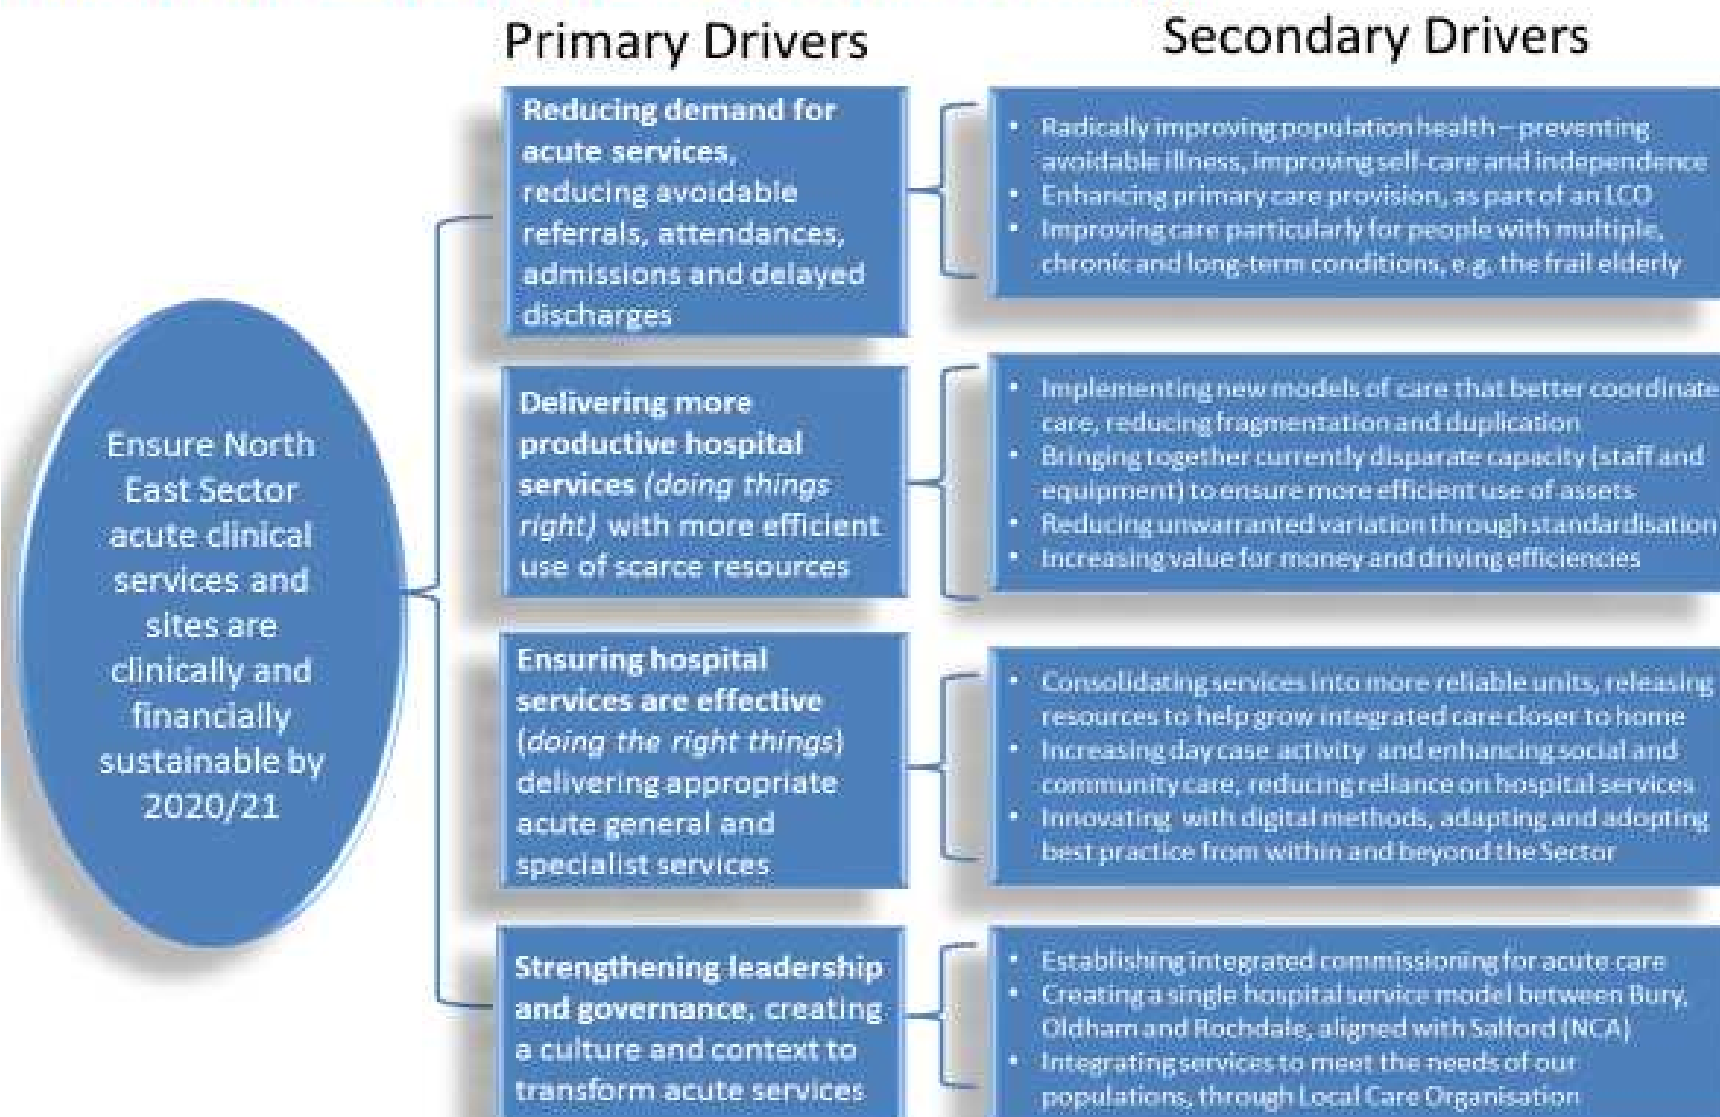 Primary Drivers
Secondary Drivers
Ensure North
East Sector
acute clinical
services and
sites are
clinically and
financially
sustainable by
2020/21
Reducing demand for
acute services,
reducing avoidable
referrals, attendances,
admissions and delayed
discharges
• Radically improving population health – preventing
avoidable illness, improving self-care and independence
• Enhancing primary care provision, as part of an LCO
• Improving care particularly for people with multiple,
chronic and long-term conditions, e.g. the frail elderly
Delivering more
productive hospital
services (doing things
right) with more efficient
use of scarce resources
• Implementing new models of care that better coordinate
care, reducing fragmentation and duplication
• Bringing together currently disparate capacity (staff and
equipment) to ensure more efficient use of assets
• Reducing unwarranted variation through standardisation
• Increasing value for money and driving efficiencies
Ensuring hospital
services are effective
(doing the right things)
delivering appropriate
acute general and
specialist services
• Consolidating services into more reliable units, releasing
resources to help grow integrated care closer to home
• Increasing day case activity and enhancing social and
community care, reducing reliance on hospital services
• Innovating with digital methods, adapting and adopting
best practice from within and beyond the Sector
Strengthening leadership
and governance, creating
a culture and context to
transform acute services
• Establishing integrated commissioning for acute care
• Creating a single hospital service model between Bury,
Oldham and Rochdale, aligned with Salford (NCA)
• Integrating services to meet the needs of our
populations, through Local Care Organisation